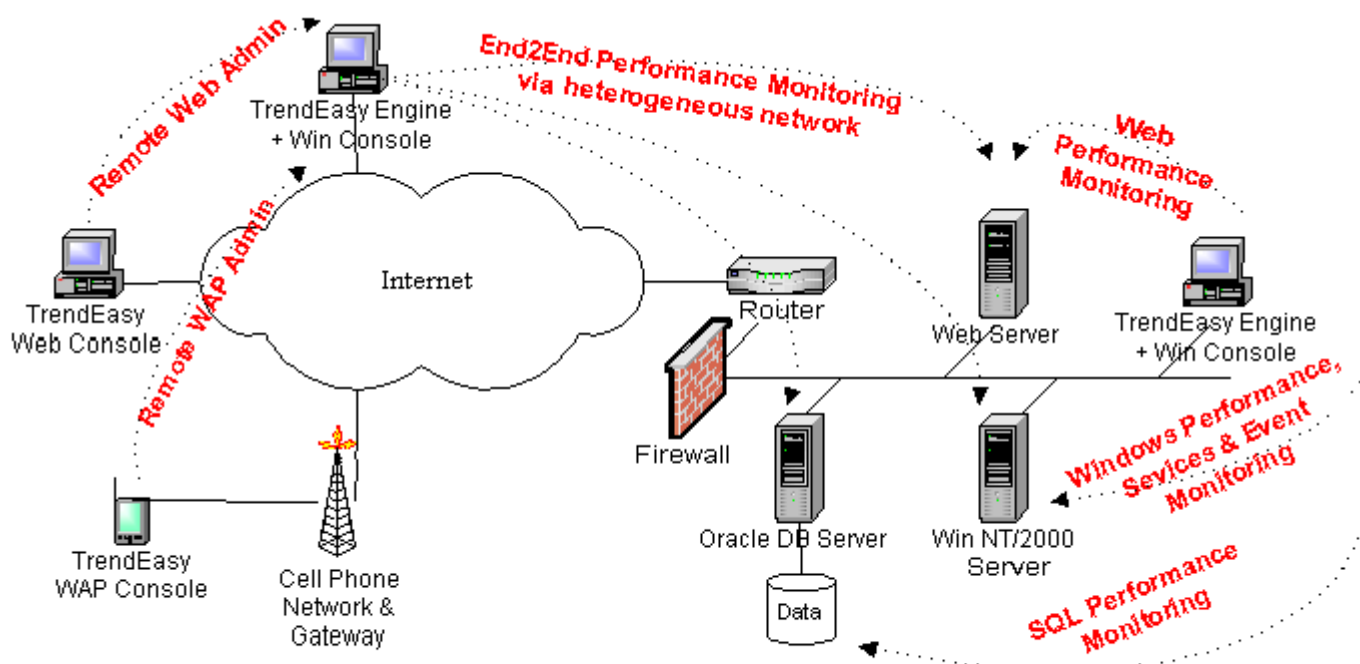 Remote Web Admin
TrendEasy Engine
+ Win Console
End2End Performance Monitoring
via heterogeneous network
Web
Performance
Monitoring
TrendEasy
Web Console
Remote WAP Admin
Internet
Router
Web Server
TrendEasy Engine
+ Win Console
Firewall
Windows Performance,
Sevices & Event
Monitoring
TrendEasy
WAP Console
Cell Phone
Network &
Gateway
Oracle DB Server
Win NT/2000
Server
Data
SQL Performance
Monitoring